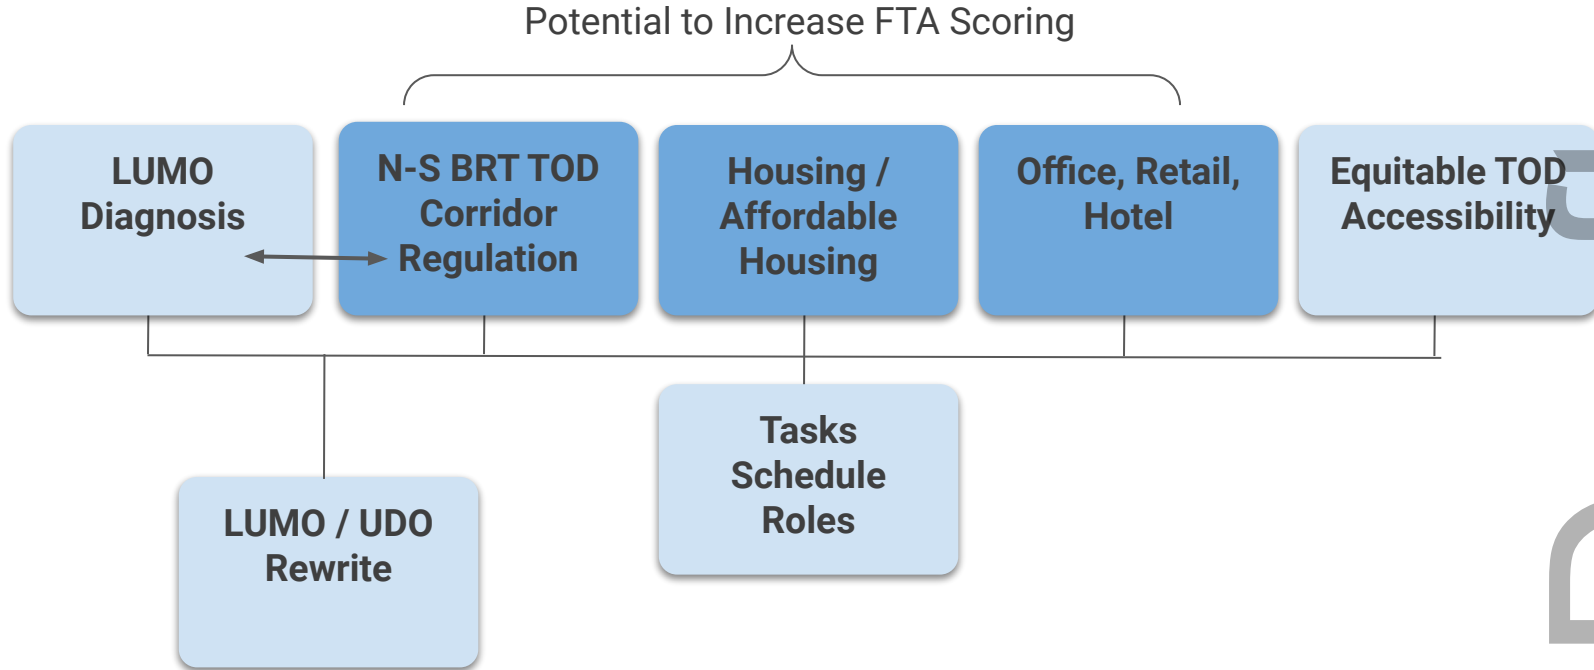 Potential to Increase FTA Scoring
LUMO
Diagnosis
N-S BRT TOD
Corridor
Regulation
Housing /
Affordable
Housing
Office, Retail,
Hotel
Equitable TOD
Accessibility
Tasks
Schedule
Roles
LUMO / UDO
Rewrite